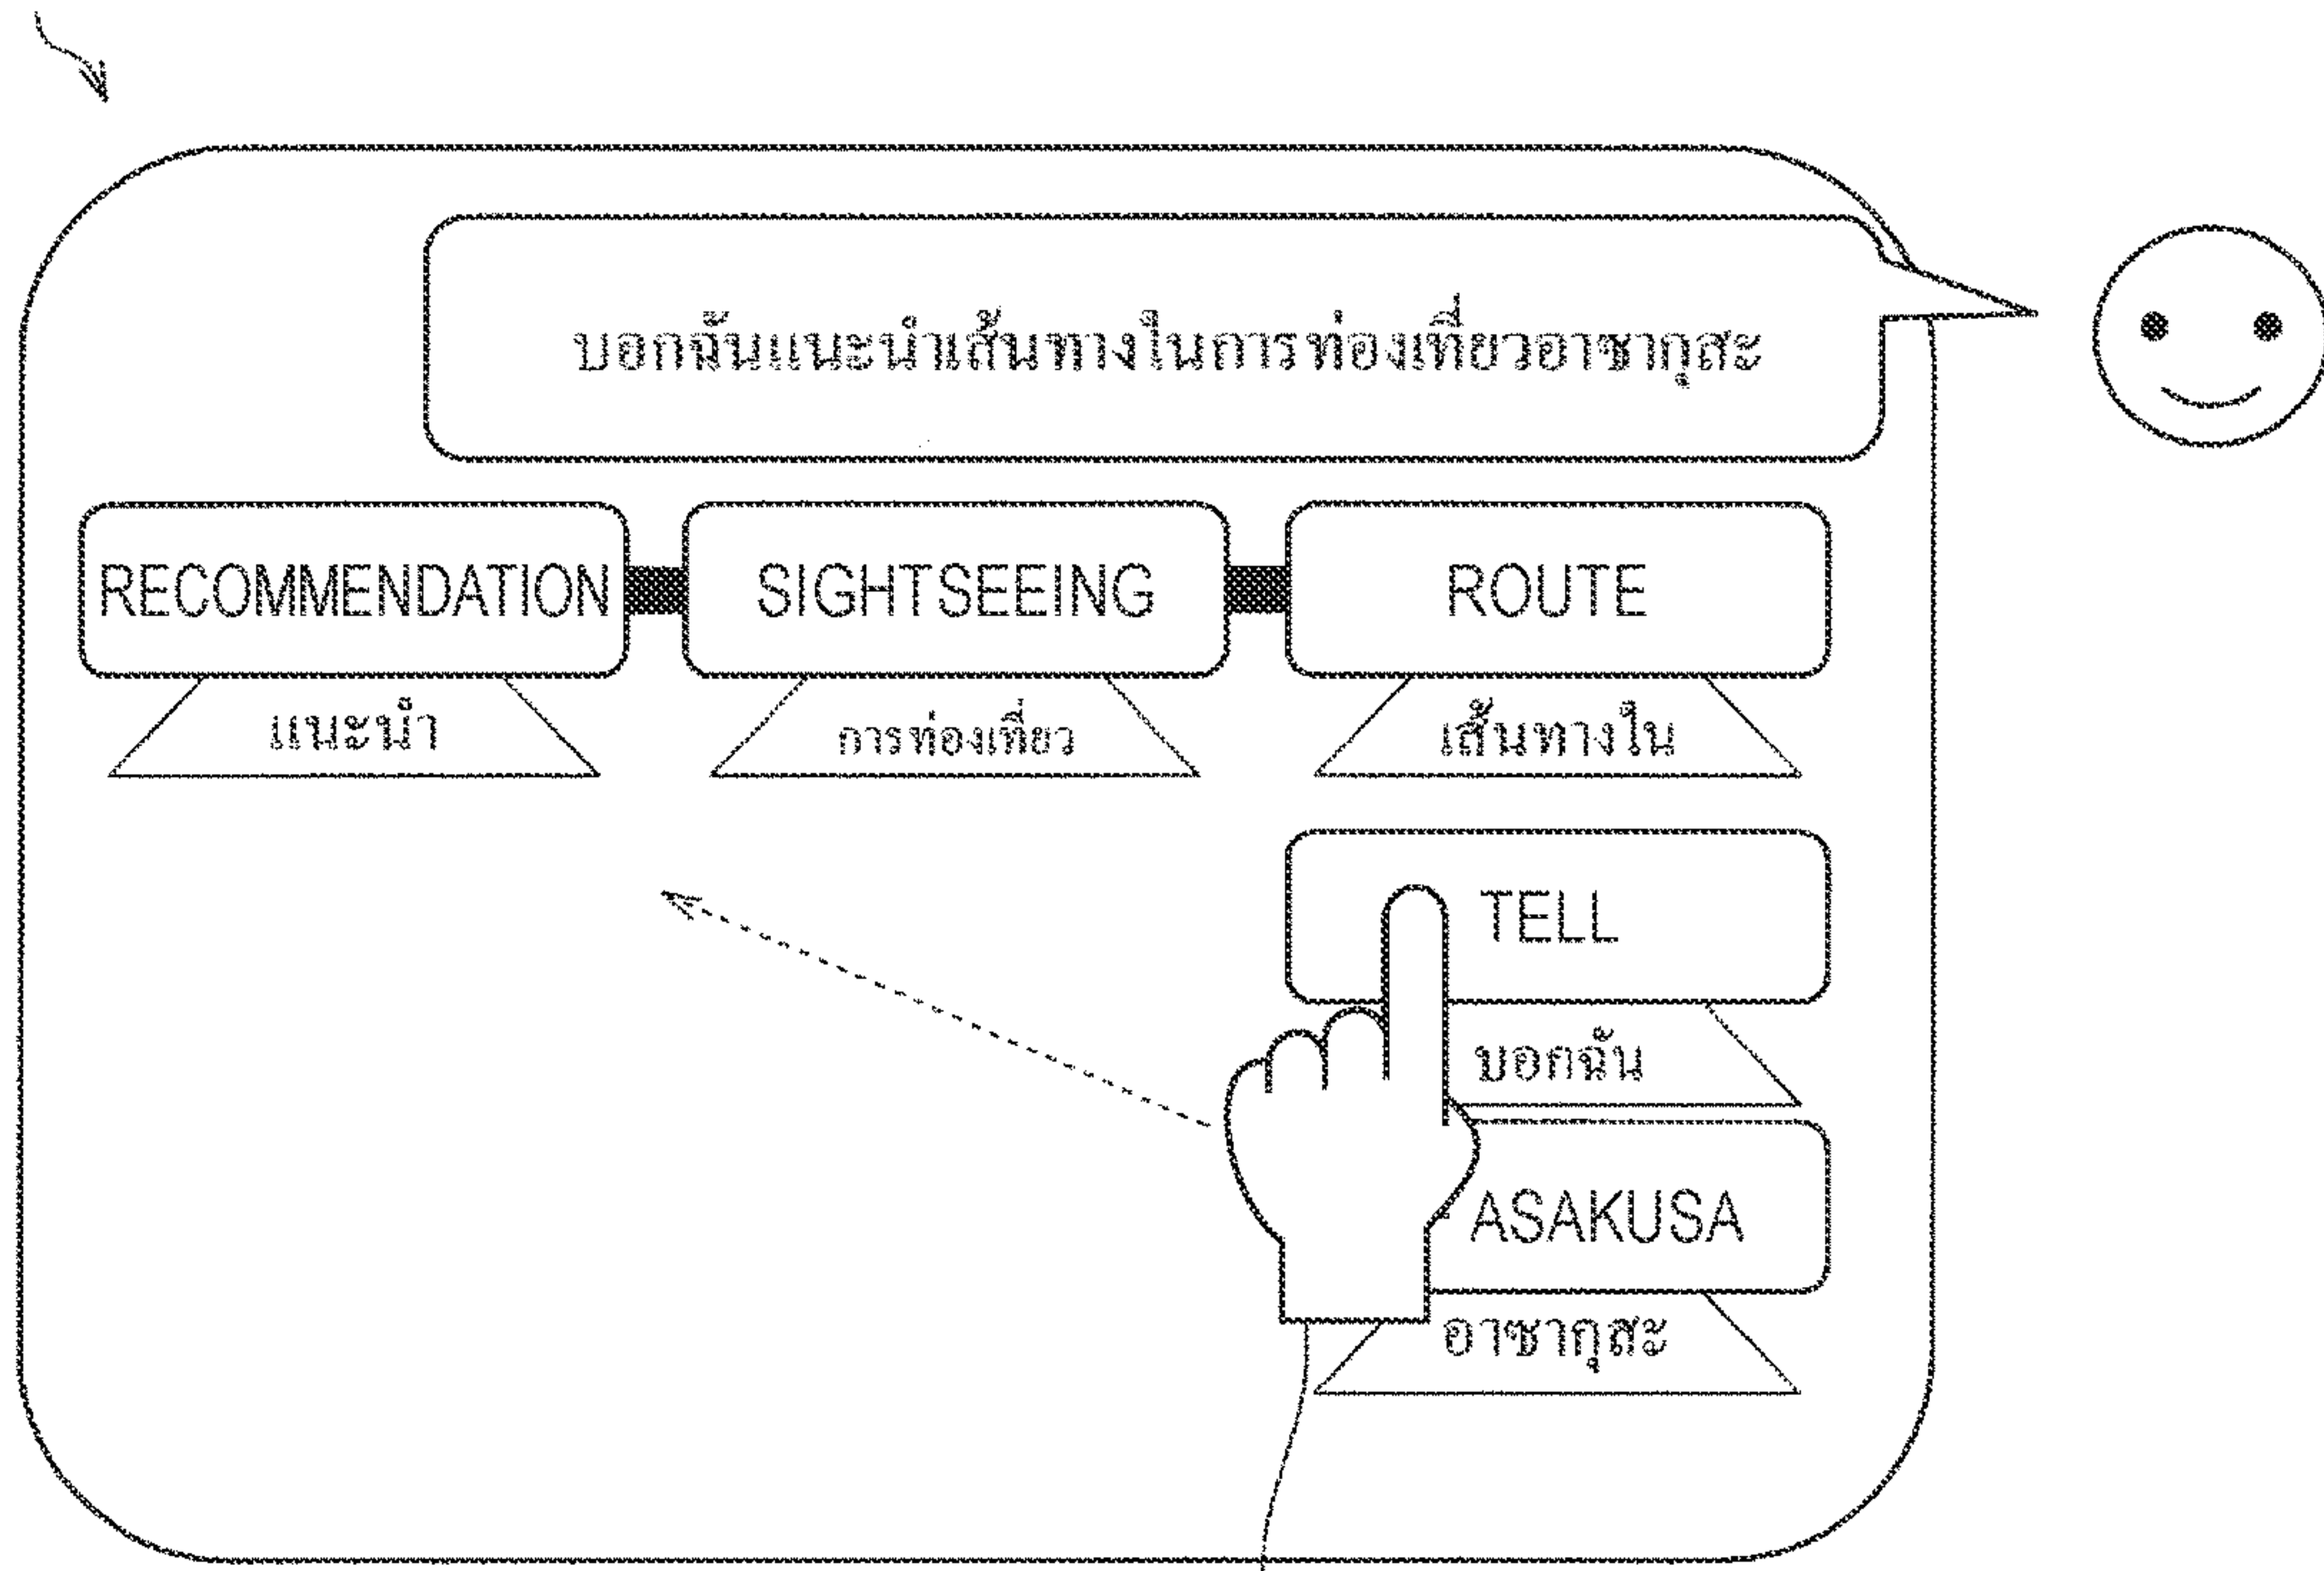 บอกฉันแนะนำเส้นทางในการท่องเที่ยวอาซากุสะ
RECOMMENDATION SIGHTSEEING ROUTE
แนะนำ การท่องเที่ยว เส้นทางใน
TELL
บอกฉัน
ASAKUSA
อาซากุสะ